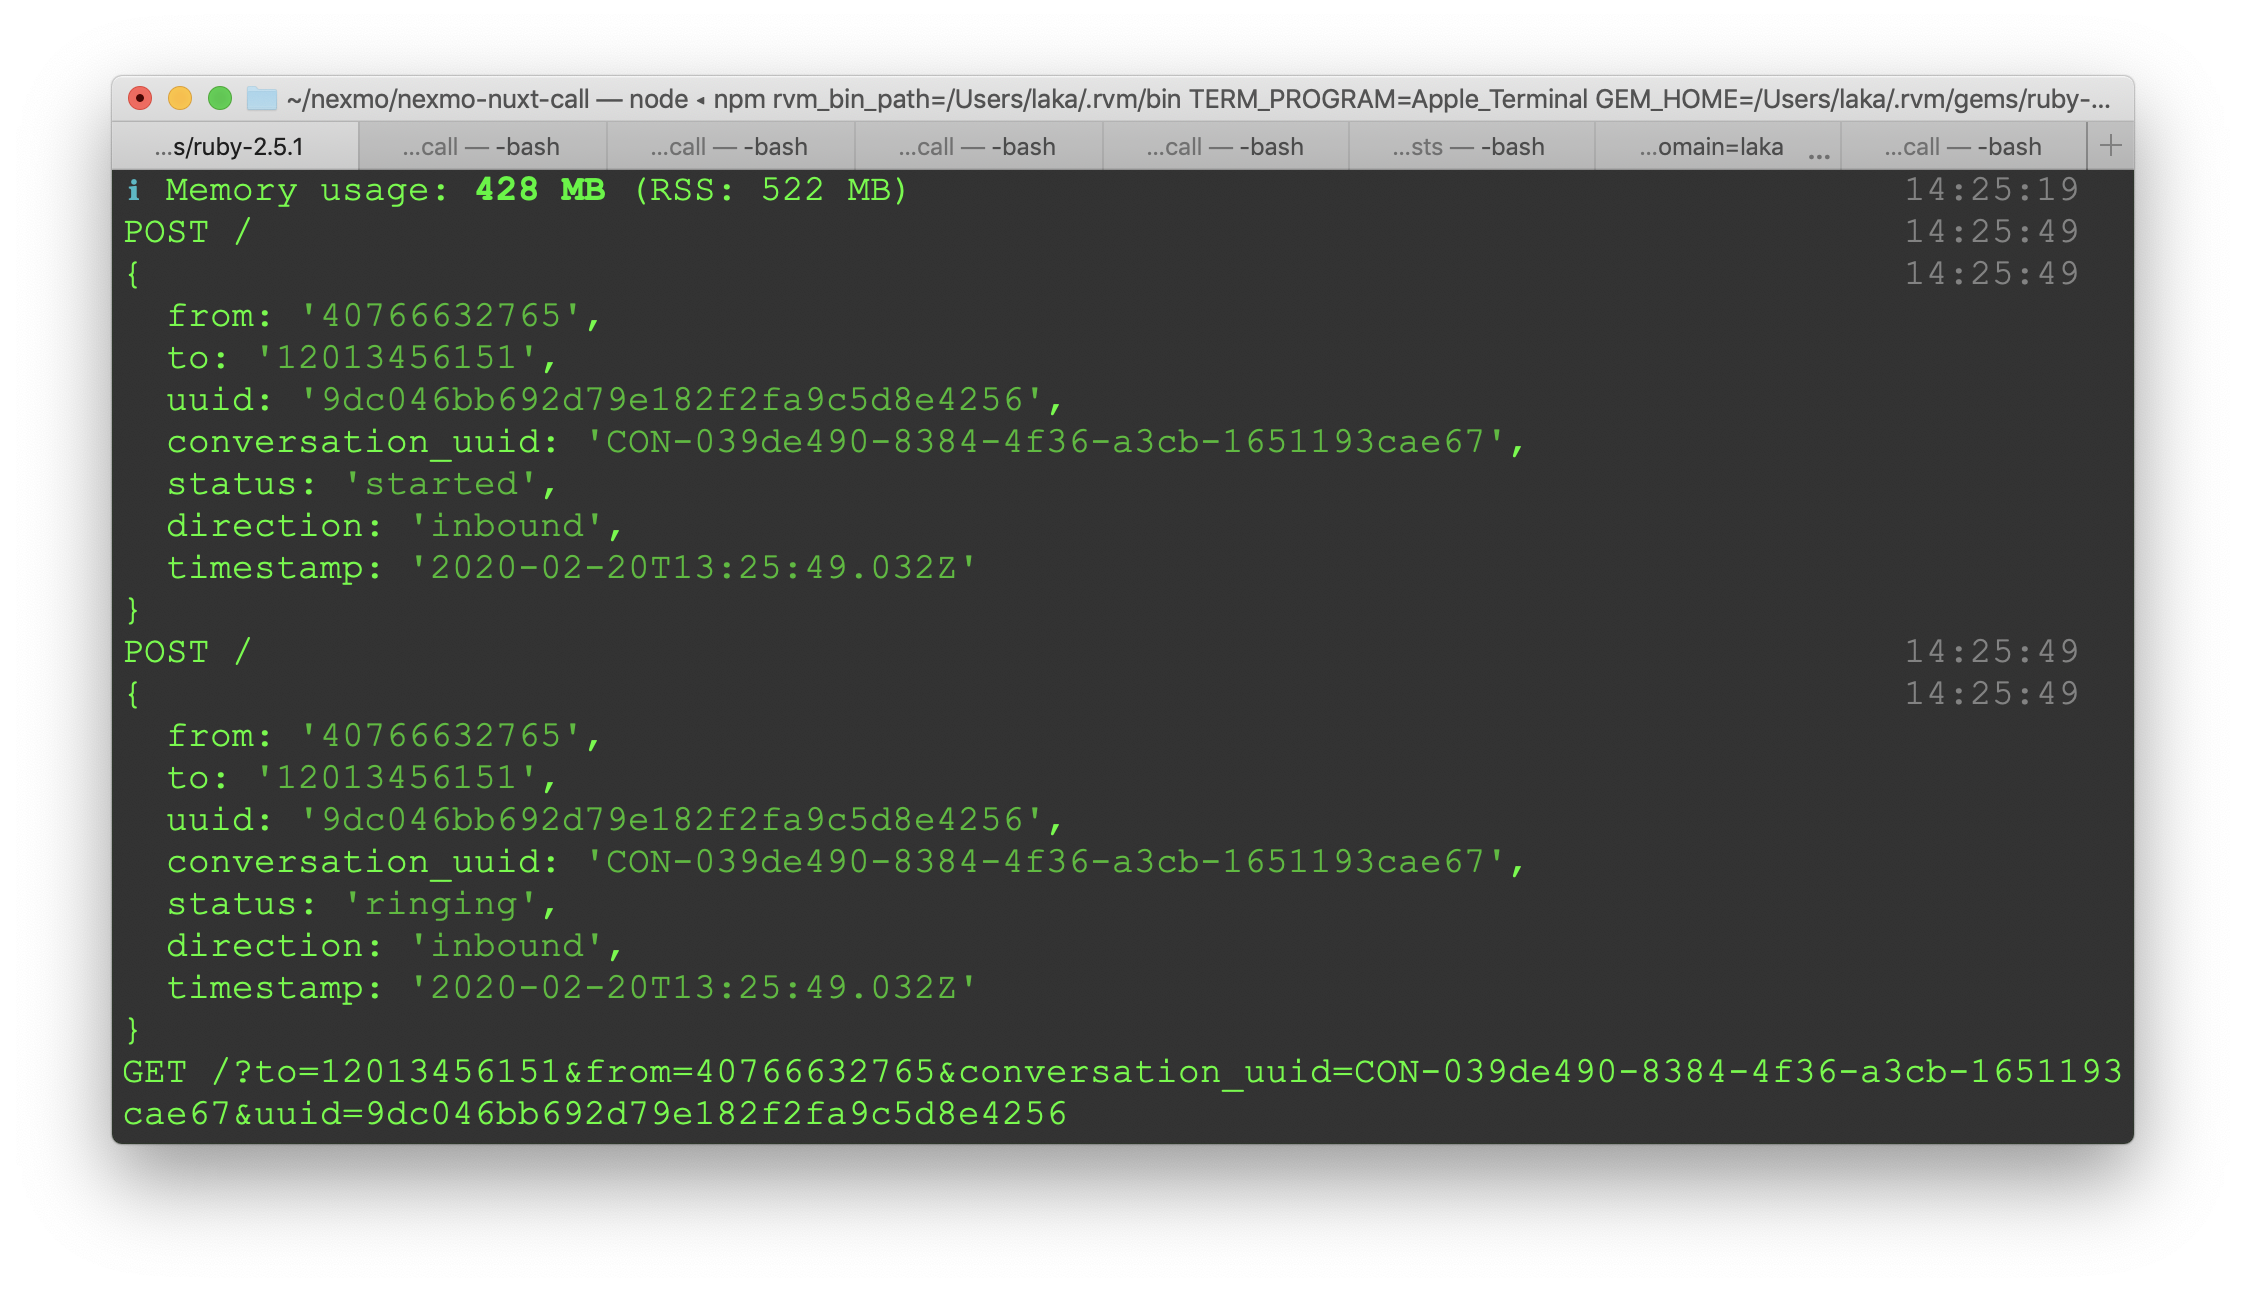 ~/nexmo/nexmo-nuxt-call — node ◂ npm rvm_bin_path=/Users/laka/.rvm/bin TERM_PROGRAM=Apple_Terminal GEM_HOME=/Users/laka/.rvm/gems/ruby-...
...s/ruby-2.5.1 ...call — -bash ...call — -bash ...call — -bash ...call — -bash ...sts — -bash ...omain=laka ... ...call — -bash +
i Memory usage: 428 MB (RSS: 522 MB) 14:25:19
POST / 14:25:49
{ 14:25:49
from: '40766632765',
to: '12013456151',
uuid: '9dc046bb692d79e182f2fa9c5d8e4256',
conversation_uuid: 'CON-039de490-8384-4f36-a3cb-1651193cae67',
status: 'started',
direction: 'inbound',
timestamp: '2020-02-20T13:25:49.032Z'
}
POST / 14:25:49
{ 14:25:49
from: '40766632765',
to: '12013456151',
uuid: '9dc046bb692d79e182f2fa9c5d8e4256',
conversation_uuid: 'CON-039de490-8384-4f36-a3cb-1651193cae67',
status: 'ringing',
direction: 'inbound',
timestamp: '2020-02-20T13:25:49.032Z'
}
GET /?to=12013456151&from=40766632765&conversation_uuid=CON-039de490-8384-4f36-a3cb-1651193
cae67&uuid=9dc046bb692d79e182f2fa9c5d8e4256